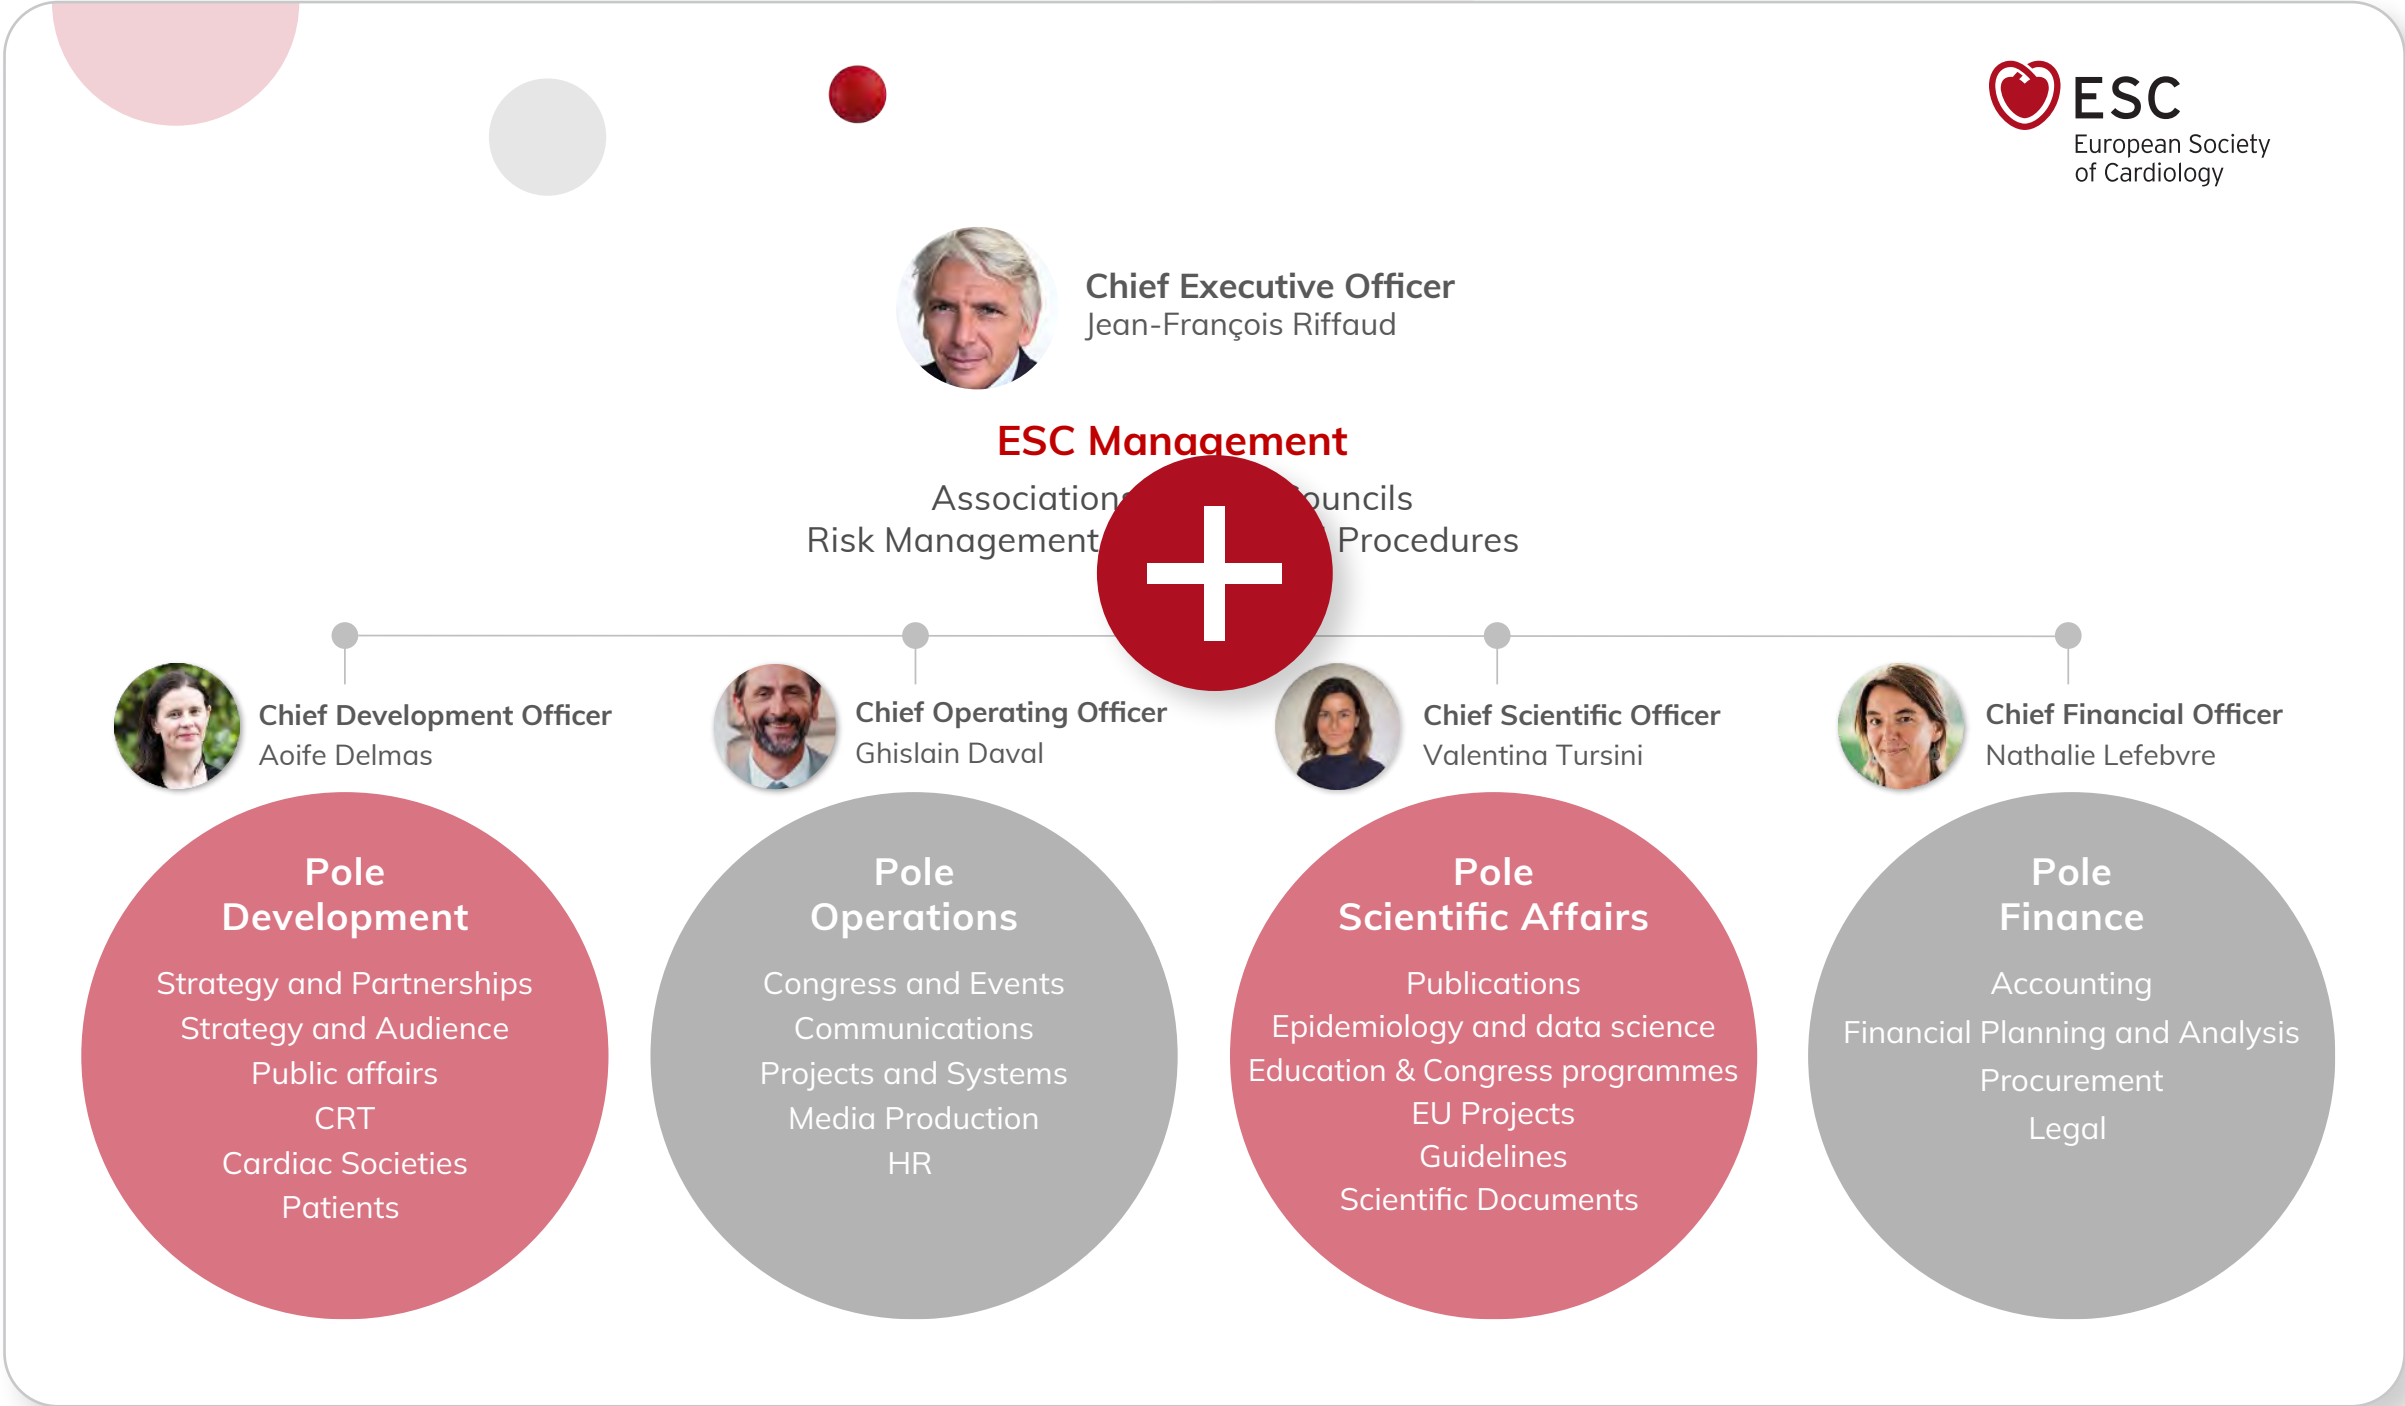 ESC
European Society
of Cardiology
Chief Executive Officer
Jean-François Riffaud
ESC Management
Associations
Risk Management
Procedures
Chief Development Officer
Aoife Delmas
Chief Operating Officer
Ghislain Daval
Chief Scientific Officer
Valentina Tursini
Chief Financial Officer
Nathalie Lefebvre
Pole
Development
Strategy and Partnerships
Strategy and Audience
Public affairs
CRT
Cardiac Societies
Patients
Pole
Operations
Congress and Events
Communications
Projects and Systems
Media Production
HR
Pole
Scientific Affairs
Publications
Epidemiology and data science
Education & Congress programmes
EU Projects
Guidelines
Scientific Documents
Pole
Finance
Accounting
Financial Planning and Analysis
Procurement
Legal